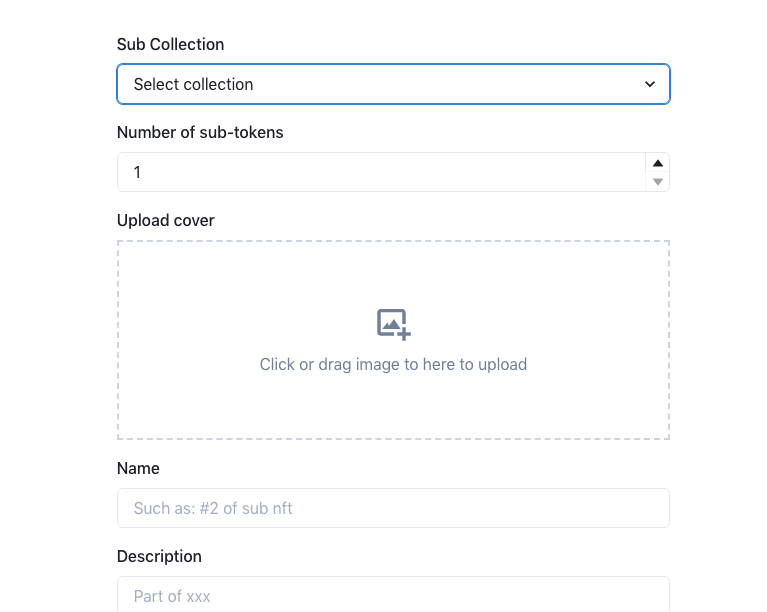 Sub Collection
Select collection
Number of sub-tokens
1
Upload cover
Click or drag image to here to upload
Name
Such as: #2 of sub nft
Description
Part of xxx